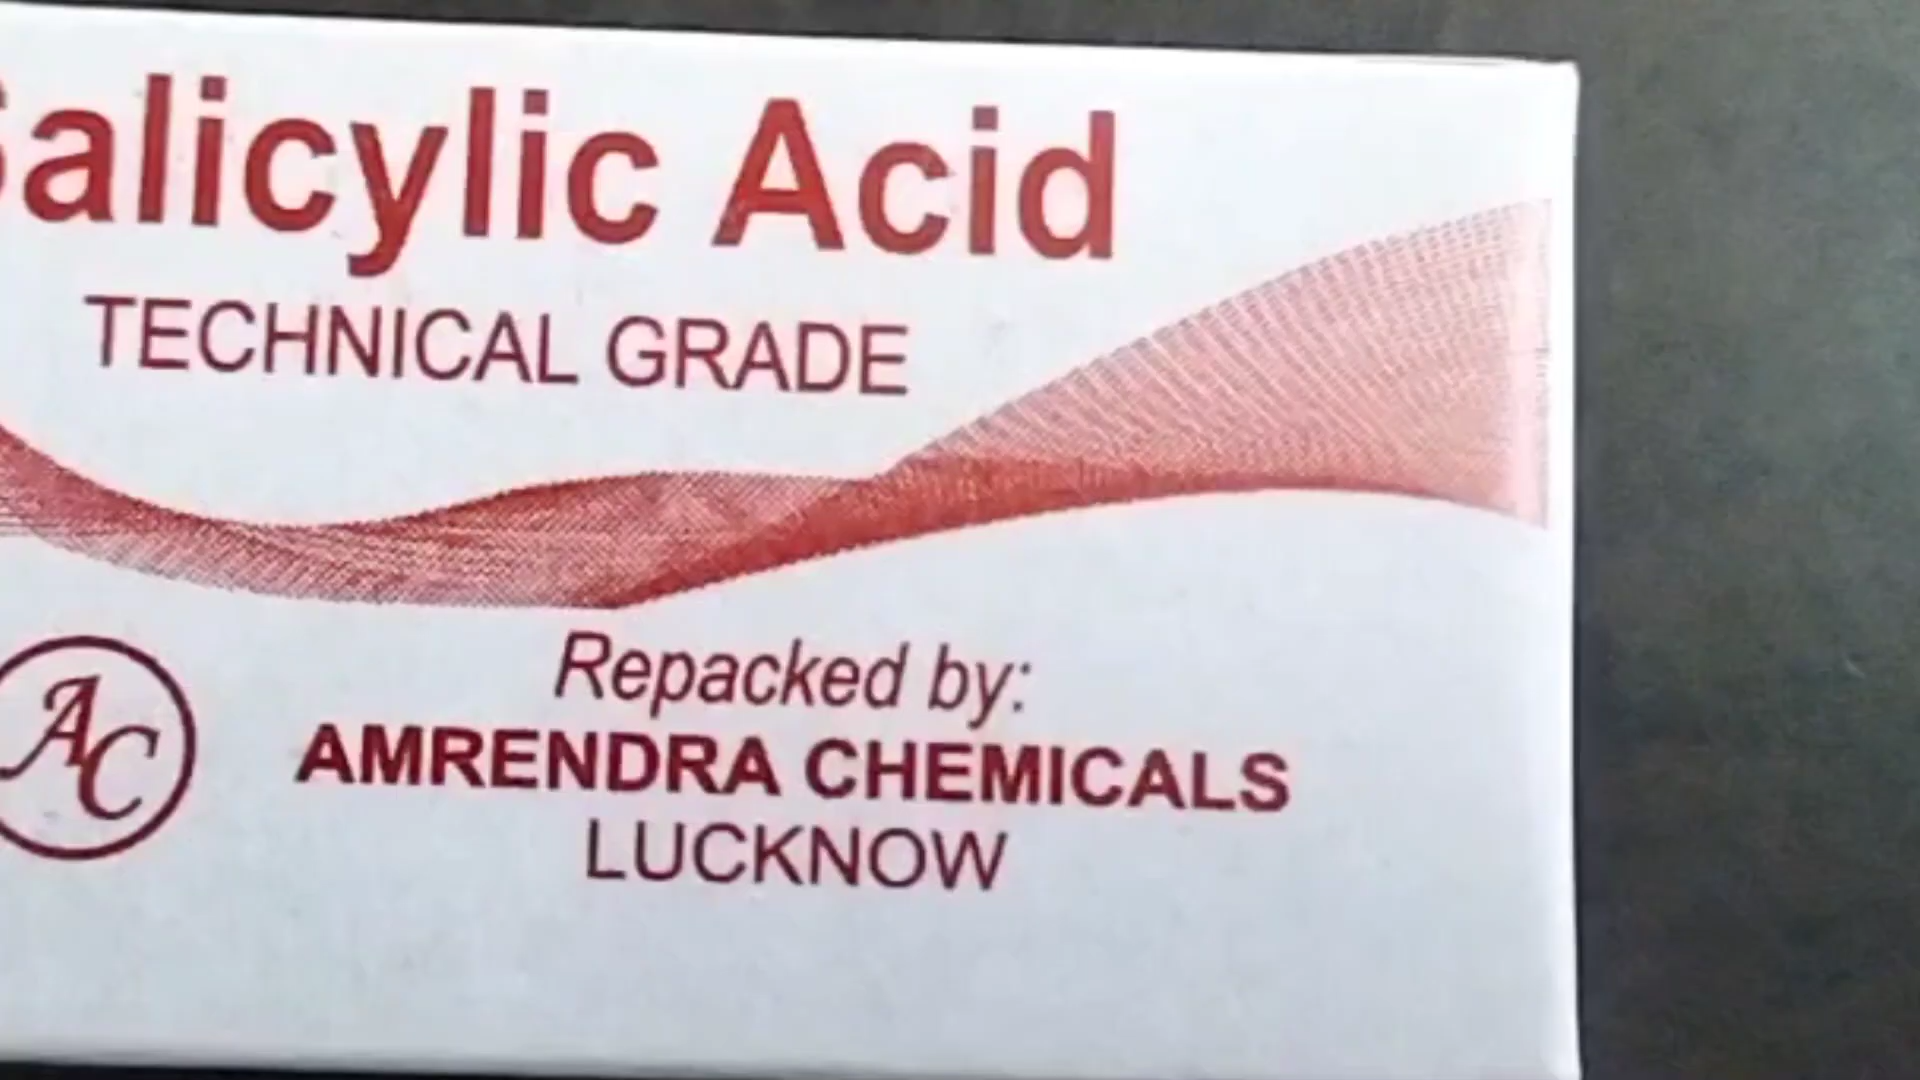 Salicylic Acid
TECHNICAL GRADE
AC
Repacked by:
AMRENDRA CHEMICALS
LUCKNOW